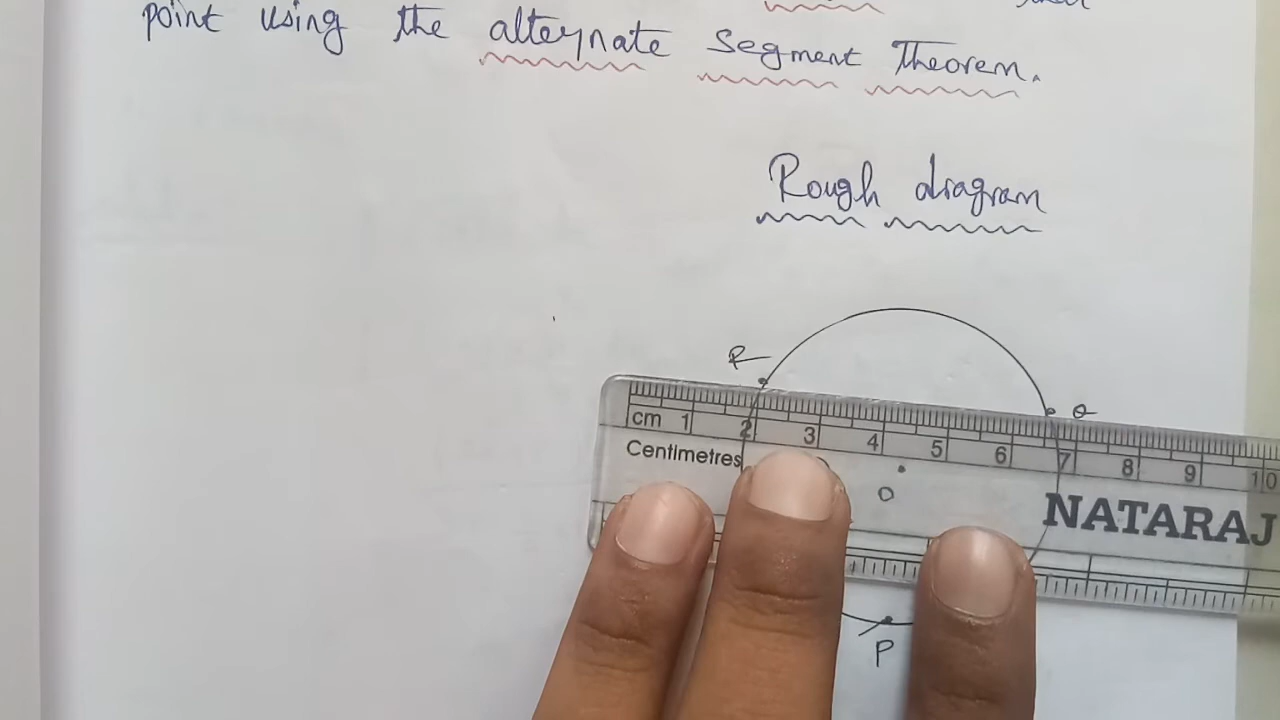 point using the alternate segment Theorem.
Rough diagram
R
Q
cm 1 2 3 4 5 6 7 8 9 10
Centimetres
O
NATARAJ
P